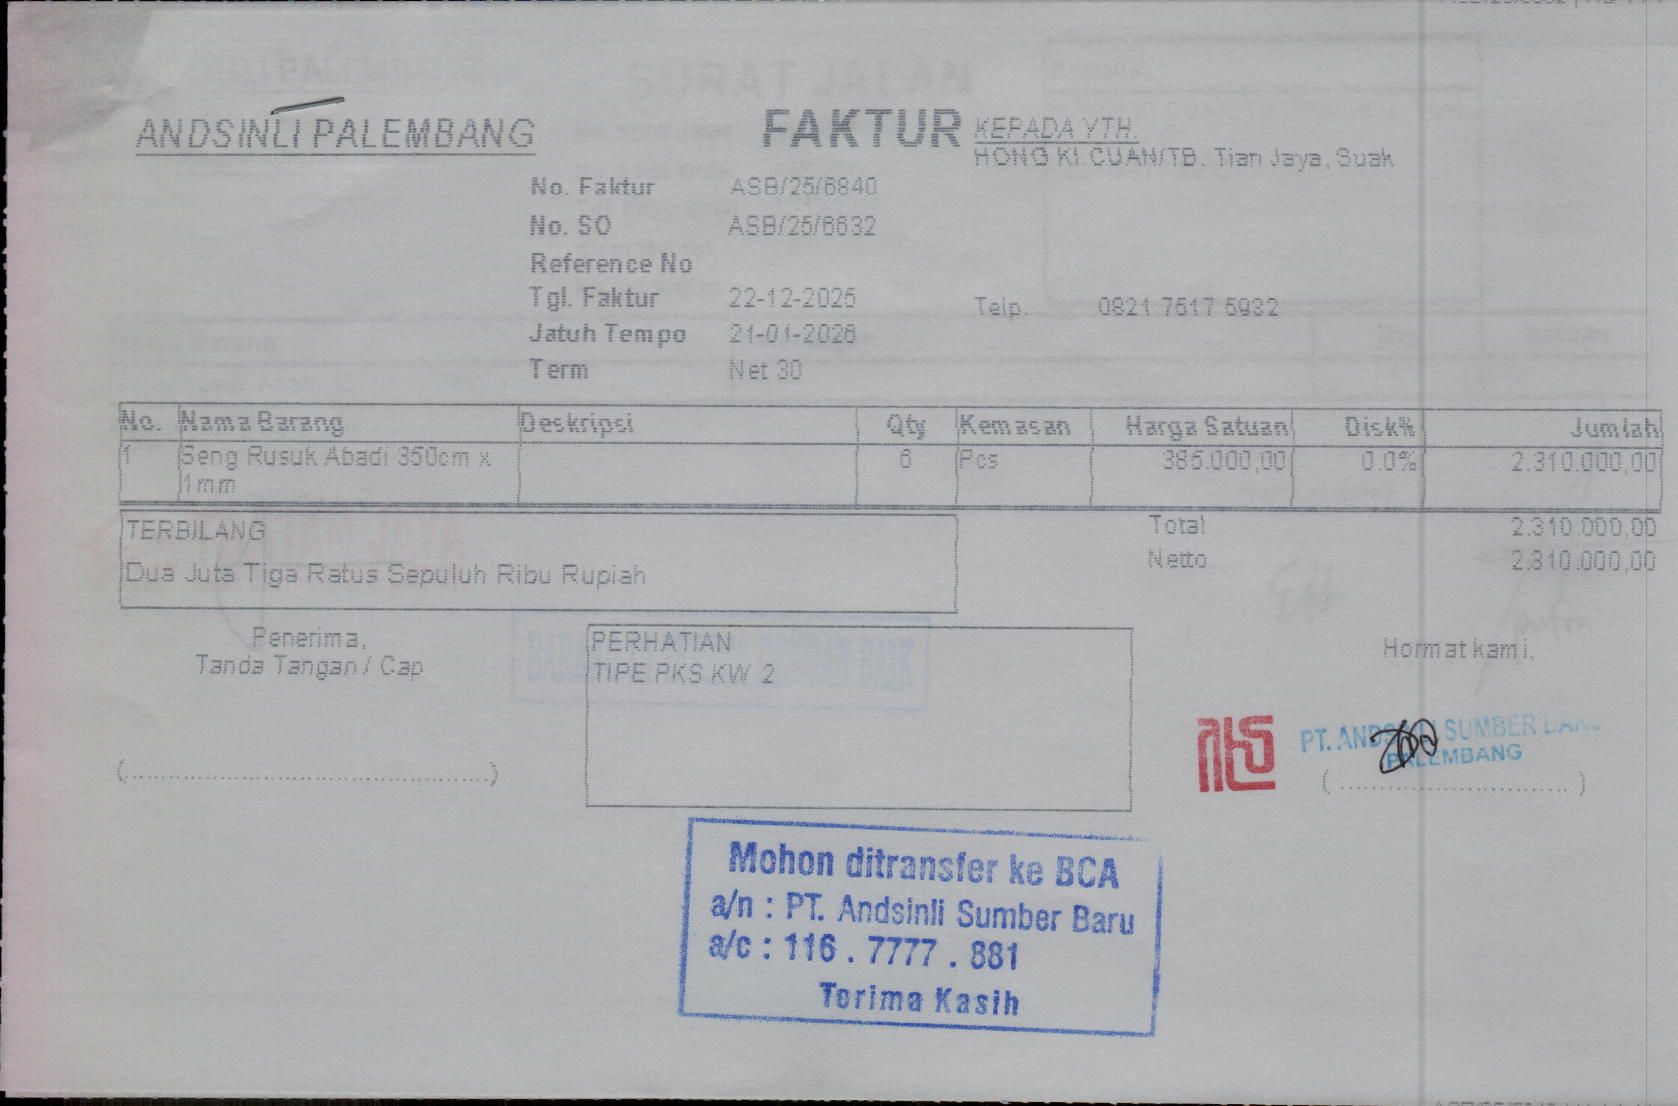 ANDSINLI PALEMBANG
FAKTUR
KEPADA YTH.
HONG KI CUAN/TB. Tian Jaya, Suak
No. Faktur ASB/25/6840
No. SO ASB/25/6632
Reference No
Tgl. Faktur 22-12-2025
Telp. 0821 7517 5932
Jatuh Tempo 21-01-2026
Term Net 30
No. Nama Barang Deskripsi Qty Kemasan Harga Satuan Disk% Jumlah
1 Seng Rusuk Abadi 350cm x 6 Pcs 385.000,00 0.0% 2.310.000,00
1mm
TERBILANG
Dua Juta Tiga Ratus Sepuluh Ribu Rupiah
Total 2.310.000,00
Netto 2.310.000,00
Penerima,
Tanda Tangan / Cap
(................................................)
PERHATIAN
TIPE PKS KW 2
Hormat kami,
PT. ANDSINLI SUMBER BARU
PALEMBANG
(..............................)
Mohon ditransfer ke BCA
a/n : PT. Andsinli Sumber Baru
a/c : 116 . 7777 . 881
Terima Kasih